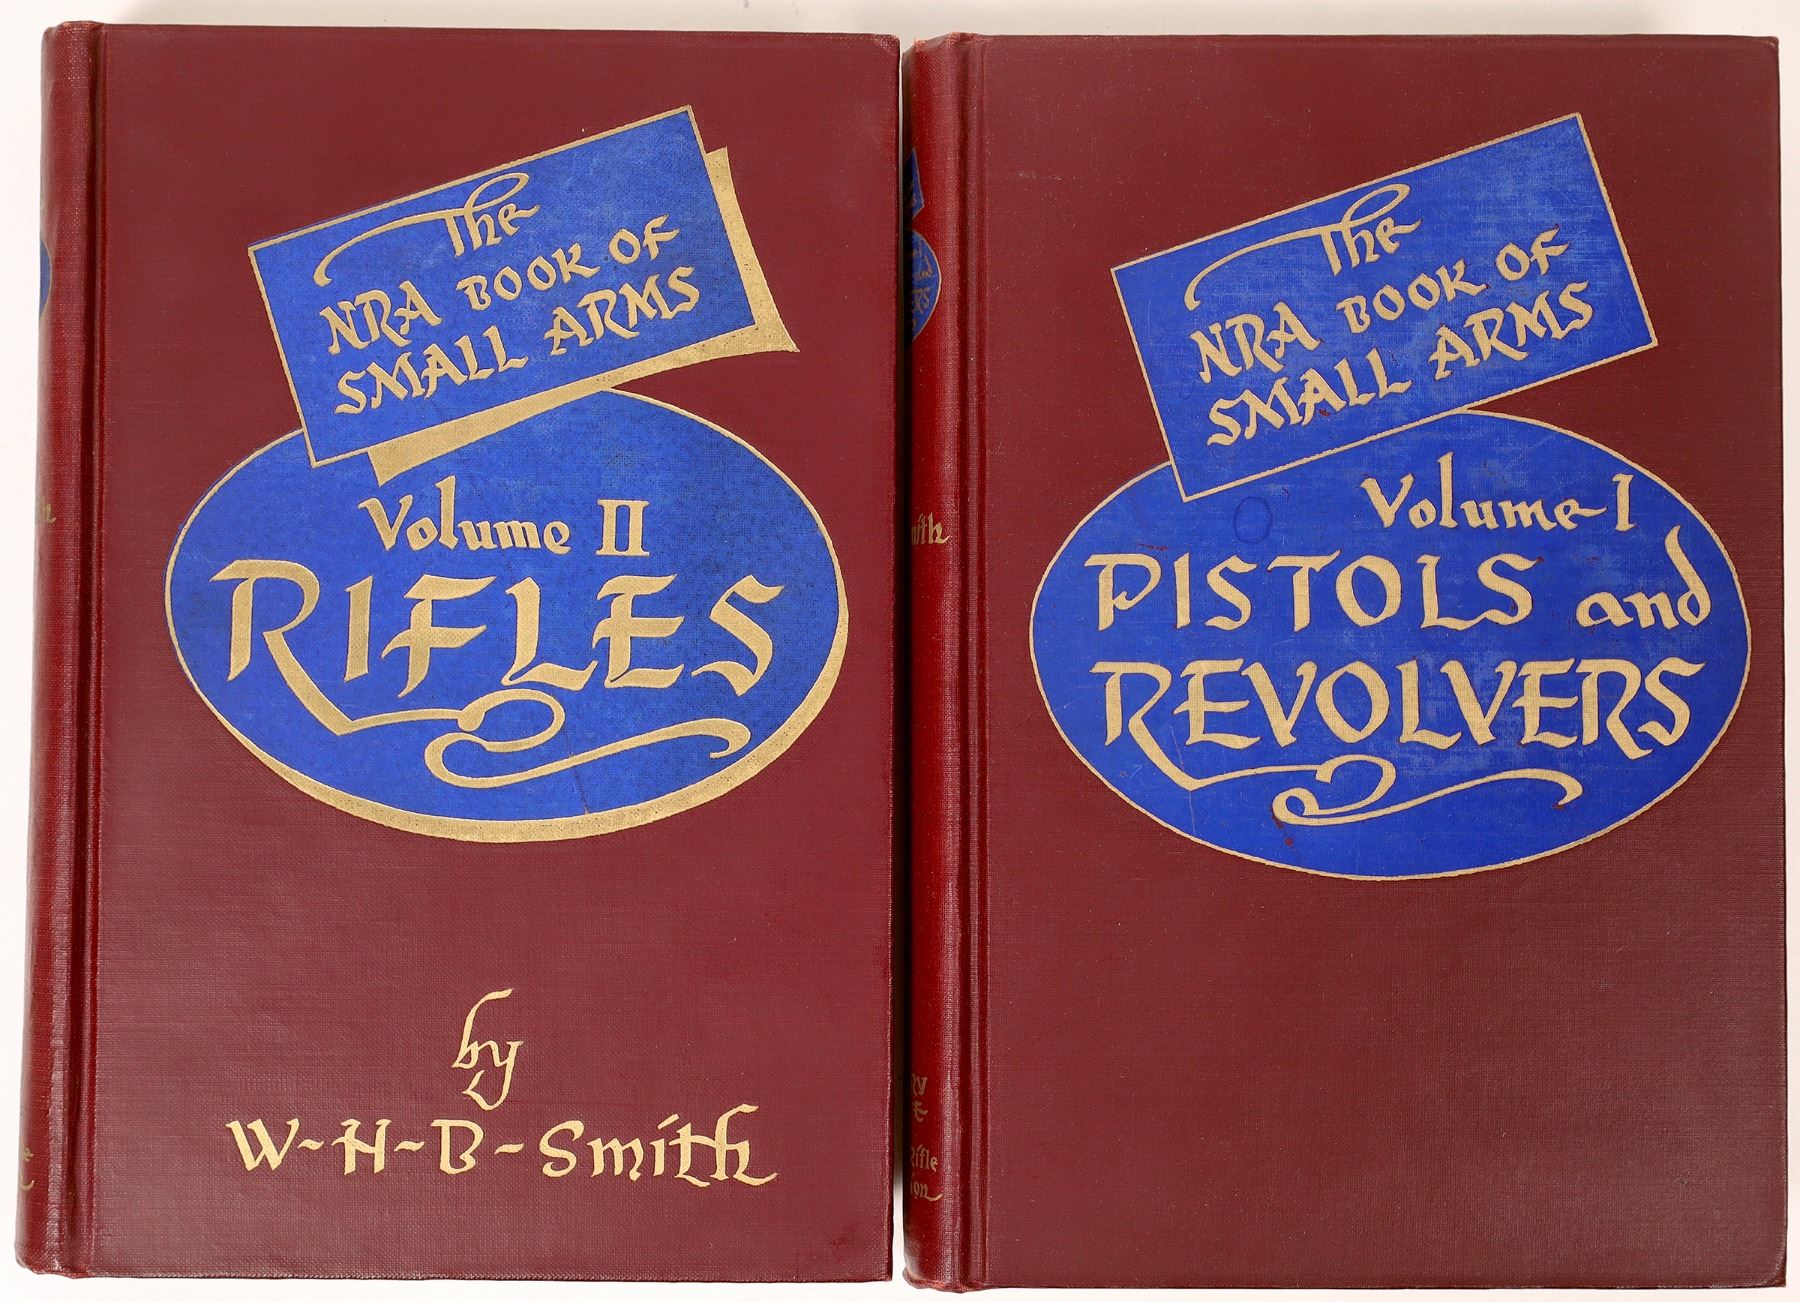 The
NRA BOOK OF
SMALL ARMS
Volume II
RIFLES
by
W-H-B-Smith
The
NRA BOOK OF
SMALL ARMS
Volume I
PISTOLS and
REVOLVERS